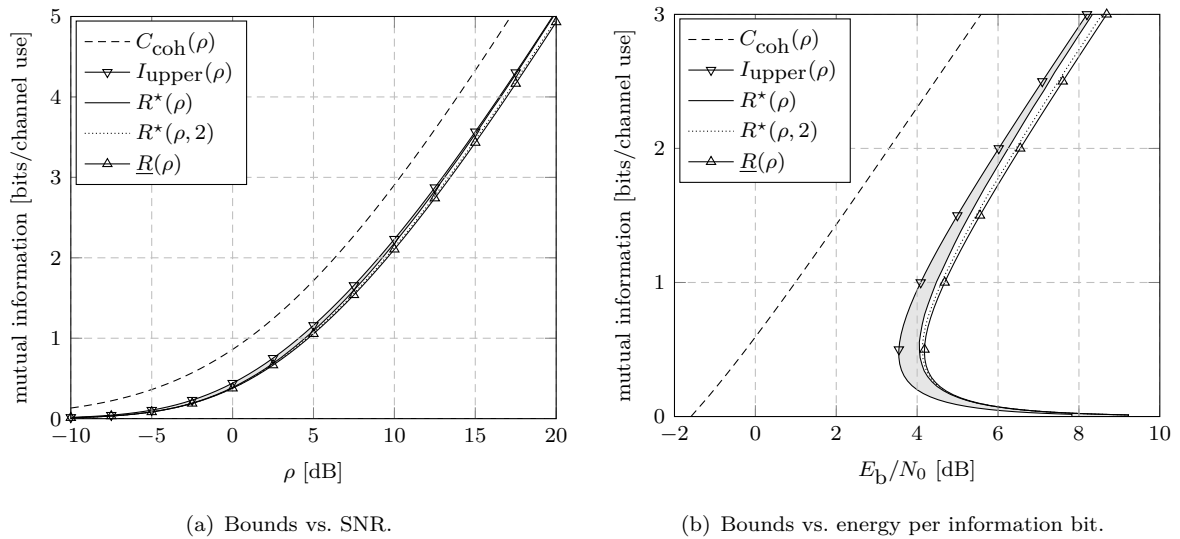 mutual information [bits/channel use]
5
4
3
2
1
0
−10
−5
0
5
10
15
20
ρ [dB]
C_coh(ρ)
I_upper(ρ)
R⋆(ρ)
R⋆(ρ, 2)
R(ρ)
(a) Bounds vs. SNR.
mutual information [bits/channel use]
3
2
1
0
−2
0
2
4
6
8
10
E_b/N_0 [dB]
C_coh(ρ)
I_upper(ρ)
R⋆(ρ)
R⋆(ρ, 2)
R(ρ)
(b) Bounds vs. energy per information bit.